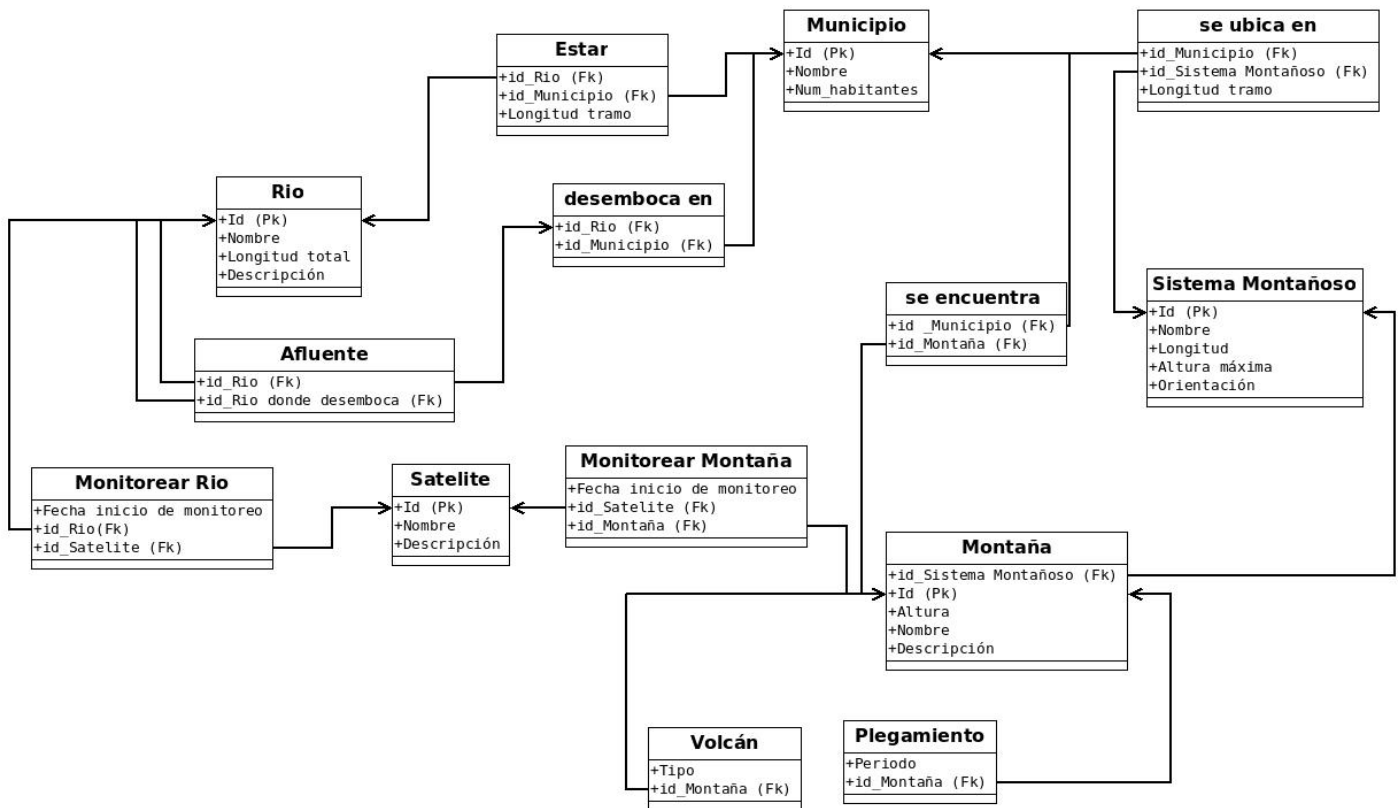 Municipio
+Id (Pk)
+Nombre
+Num_habitantes
se ubica en
+id_Municipio (Fk)
+id_Sistema Montañoso (Fk)
+Longitud tramo
Estar
+id_Rio (Fk)
+id_Municipio (Fk)
+Longitud tramo
Rio
+Id (Pk)
+Nombre
+Longitud total
+Descripción
desemboca en
+id_Rio (Fk)
+id_Municipio (Fk)
se encuentra
+id _Municipio (Fk)
+id_Montaña (Fk)
Sistema Montañoso
+Id (Pk)
+Nombre
+Longitud
+Altura máxima
+Orientación
Afluente
+id_Rio (Fk)
+id_Rio donde desemboca (Fk)
Monitorear Rio
+Fecha inicio de monitoreo
+id_Rio(Fk)
+id_Satelite (Fk)
Satelite
+Id (Pk)
+Nombre
+Descripción
Monitorear Montaña
+Fecha inicio de monitoreo
+id_Satelite (Fk)
+id_Montaña (Fk)
Montaña
+id_Sistema Montañoso (Fk)
+Id (Pk)
+Altura
+Nombre
+Descripción
Volcán
+Tipo
+id_Montaña (Fk)
Plegamiento
+Periodo
+id_Montaña (Fk)